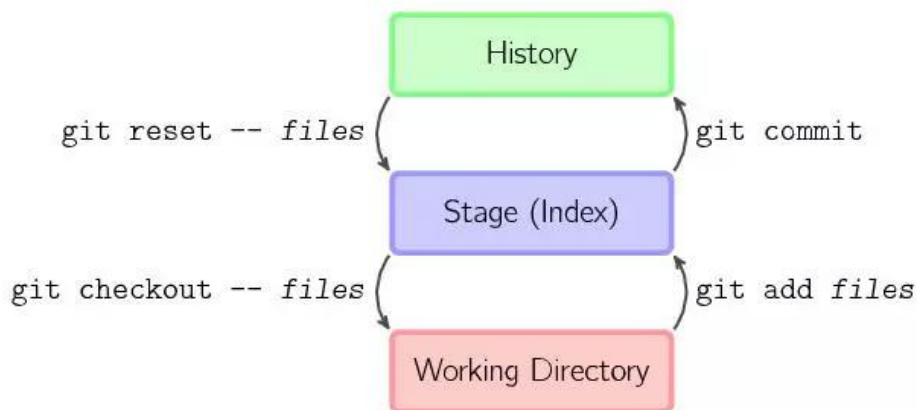 History
git reset -- files
git commit
Stage (Index)
git checkout -- files
git add files
Working Directory